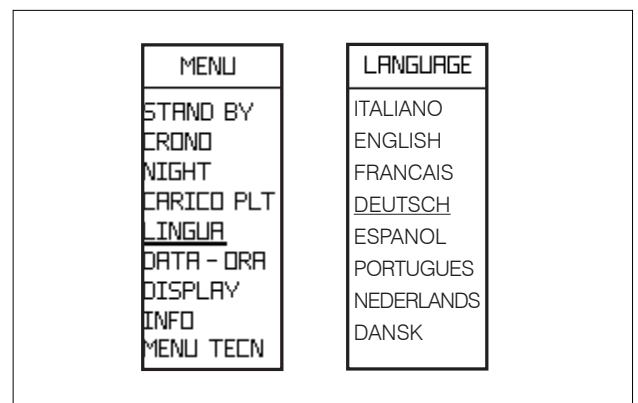 MENU
STAND BY
CRONO
NIGHT
CARICO PLT
LINGUA
DATA - ORA
DISPLAY
INFO
MENU TECN
LANGUAGE
ITALIANO
ENGLISH
FRANCAIS
DEUTSCH
ESPANOL
PORTUGUES
NEDERLANDS
DANSK